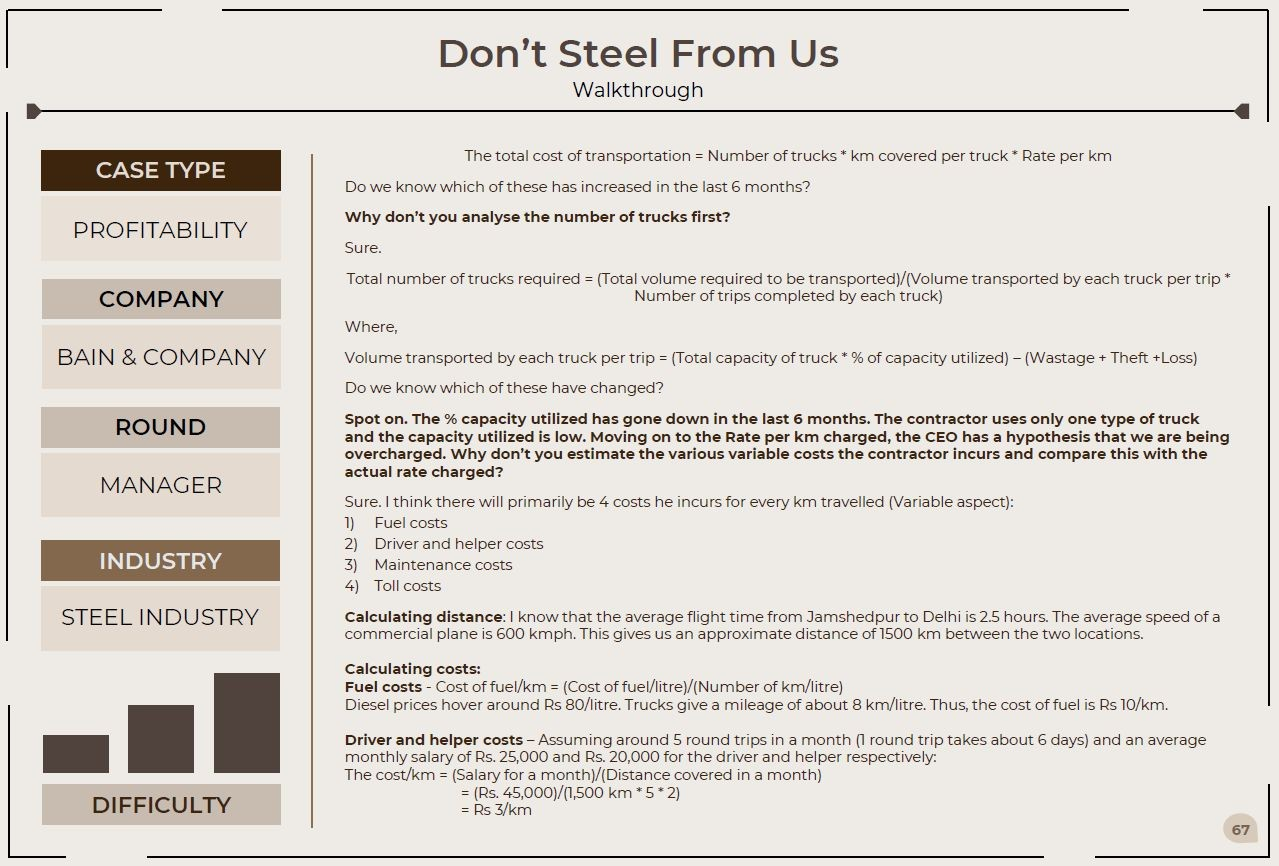 Don’t Steel From Us
Walkthrough
CASE TYPE
PROFITABILITY
COMPANY
BAIN & COMPANY
ROUND
MANAGER
INDUSTRY
STEEL INDUSTRY
DIFFICULTY
The total cost of transportation = Number of trucks * km covered per truck * Rate per km
Do we know which of these has increased in the last 6 months?
Why don’t you analyse the number of trucks first?
Sure.
Total number of trucks required = (Total volume required to be transported)/(Volume transported by each truck per trip *
Number of trips completed by each truck)
Where,
Volume transported by each truck per trip = (Total capacity of truck * % of capacity utilized) – (Wastage + Theft +Loss)
Do we know which of these have changed?
Spot on. The % capacity utilized has gone down in the last 6 months. The contractor uses only one type of truck
and the capacity utilized is low. Moving on to the Rate per km charged, the CEO has a hypothesis that we are being
overcharged. Why don’t you estimate the various variable costs the contractor incurs and compare this with the
actual rate charged?
Sure. I think there will primarily be 4 costs he incurs for every km travelled (Variable aspect):
1) Fuel costs
2) Driver and helper costs
3) Maintenance costs
4) Toll costs
Calculating distance: I know that the average flight time from Jamshedpur to Delhi is 2.5 hours. The average speed of a
commercial plane is 600 kmph. This gives us an approximate distance of 1500 km between the two locations.
Calculating costs:
Fuel costs - Cost of fuel/km = (Cost of fuel/litre)/(Number of km/litre)
Diesel prices hover around Rs 80/litre. Trucks give a mileage of about 8 km/litre. Thus, the cost of fuel is Rs 10/km.
Driver and helper costs – Assuming around 5 round trips in a month (1 round trip takes about 6 days) and an average
monthly salary of Rs. 25,000 and Rs. 20,000 for the driver and helper respectively:
The cost/km = (Salary for a month)/(Distance covered in a month)
= (Rs. 45,000)/(1,500 km * 5 * 2)
= Rs 3/km
67